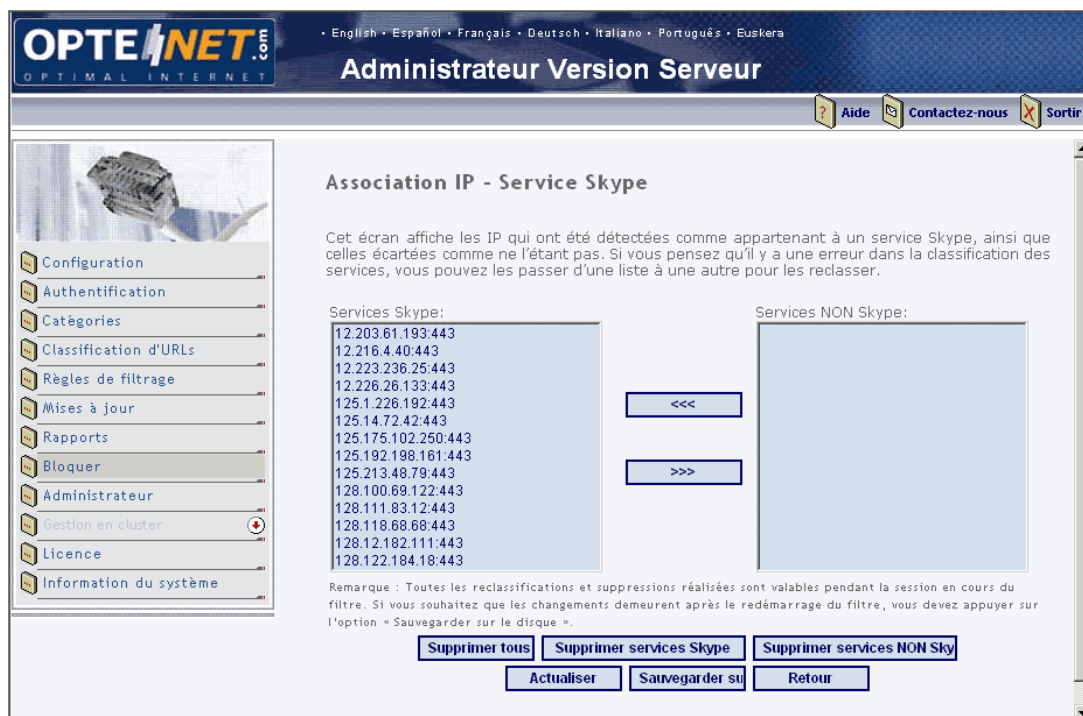 OPTENET.com
OPTIMAL INTERNET
• English • Español • Français • Deutsch • Italiano • Português • Euskera
Administrateur Version Serveur
Aide
Contactez-nous
Sortir
Configuration
Authentification
Catégories
Classification d'URLs
Règles de filtrage
Mises à jour
Rapports
Bloquer
Administrateur
Gestion en cluster
Licence
Information du système
Association IP - Service Skype
Cet écran affiche les IP qui ont été détectées comme appartenant à un service Skype, ainsi que
celles écartées comme ne l'étant pas. Si vous pensez qu'il y a une erreur dans la classification des
services, vous pouvez les passer d'une liste à une autre pour les reclasser.
Services Skype:
12.203.61.193:443
12.216.4.40:443
12.223.236.25:443
12.226.26.133:443
125.1.226.192:443
125.14.72.42:443
125.175.102.250:443
125.192.198.161:443
125.213.48.79:443
128.100.69.122:443
128.111.83.12:443
128.118.68.68:443
128.12.182.111:443
128.122.184.18:443
<<<
>>>
Services NON Skype:
Remarque : Toutes les reclassifications et suppressions réalisées sont valables pendant la session en cours du
filtre. Si vous souhaitez que les changements demeurent après le redémarrage du filtre, vous devez appuyer sur
l'option « Sauvegarder sur le disque ».
Supprimer tous
Supprimer services Skype
Supprimer services NON Sky
Actualiser
Sauvegarder su
Retour